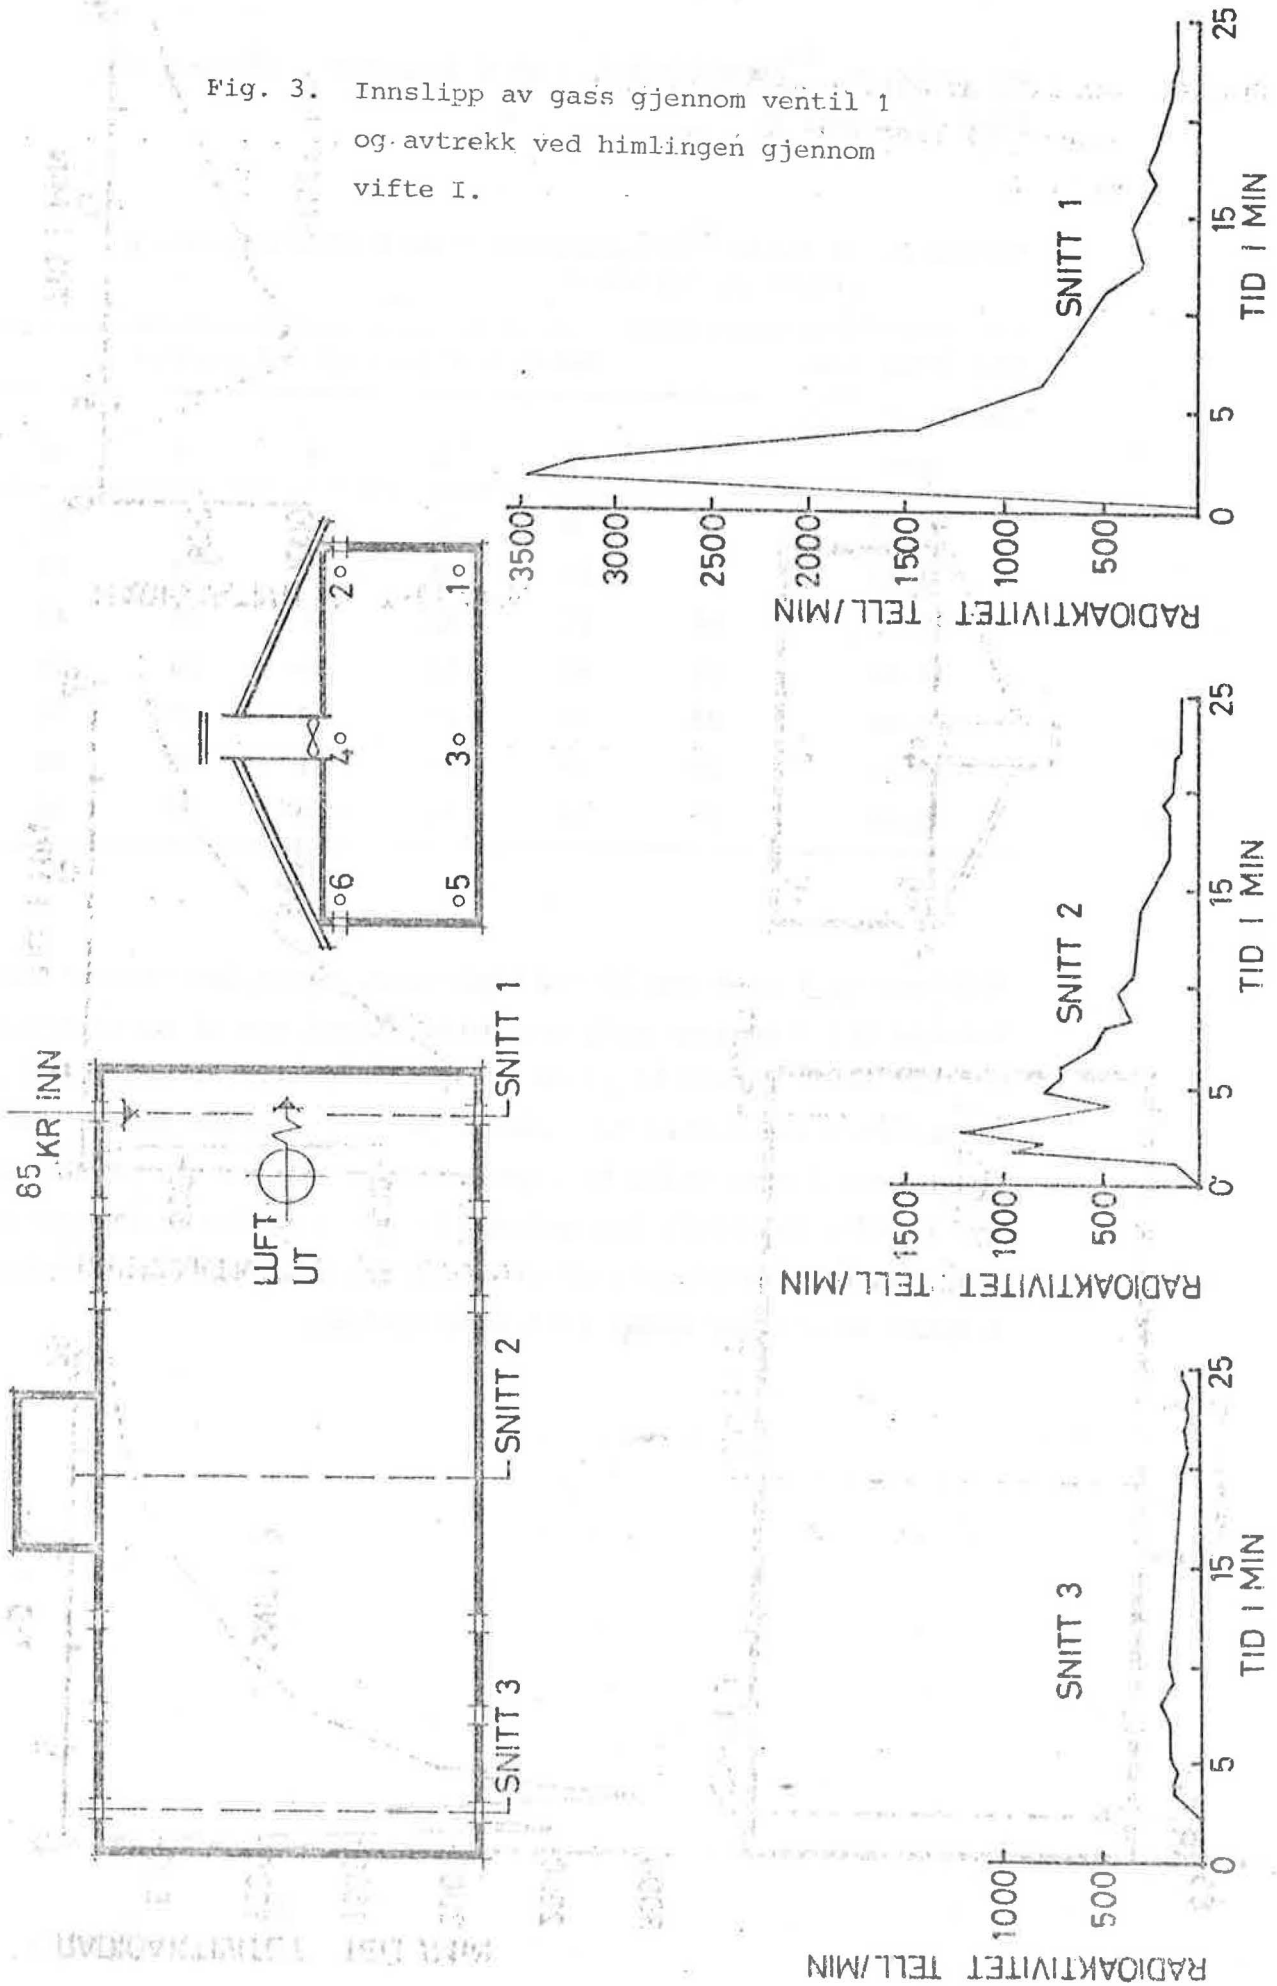 Fig. 3. Innslipp av gass gjennom ventil 1
og avtrekk ved himlingen gjennom
vifte I.
85 KR INN
LUFT
UT
SNITT 3
SNITT 2
SNITT 1
6
4
2
5
3
1
RADIOAKTIVITET TELL/MIN
1000
500
0
5
15
25
SNITT 3
TID I MIN
RADIOAKTIVITET TELL/MIN
1500
1000
500
0
5
15
25
SNITT 2
TID I MIN
RADIOAKTIVITET TELL/MIN
3500
3000
2500
2000
1500
1000
500
0
5
15
25
SNITT 1
TID I MIN